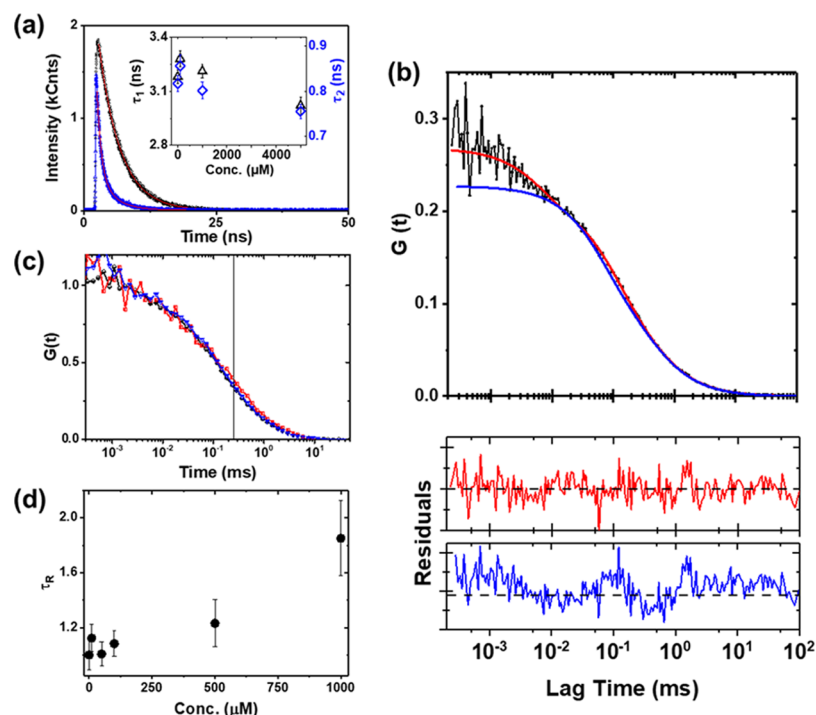 (a)
Intensity (kCnts)
2
1
0
0
25
50
Time (ns)
τ1 (ns)
3.4
3.1
2.8
0
2000
4000
Conc. (µM)
0.9
0.8
0.7
τ2 (ns)
(b)
G (t)
0.3
0.2
0.1
0.0
(c)
G(t)
1.0
0.5
0.0
10-3
10-2
10-1
100
101
Time (ms)
(d)
τR
2.0
1.6
1.2
0
250
500
750
1000
Conc. (µM)
Residuals
10-3
10-2
10-1
100
101
102
Lag Time (ms)